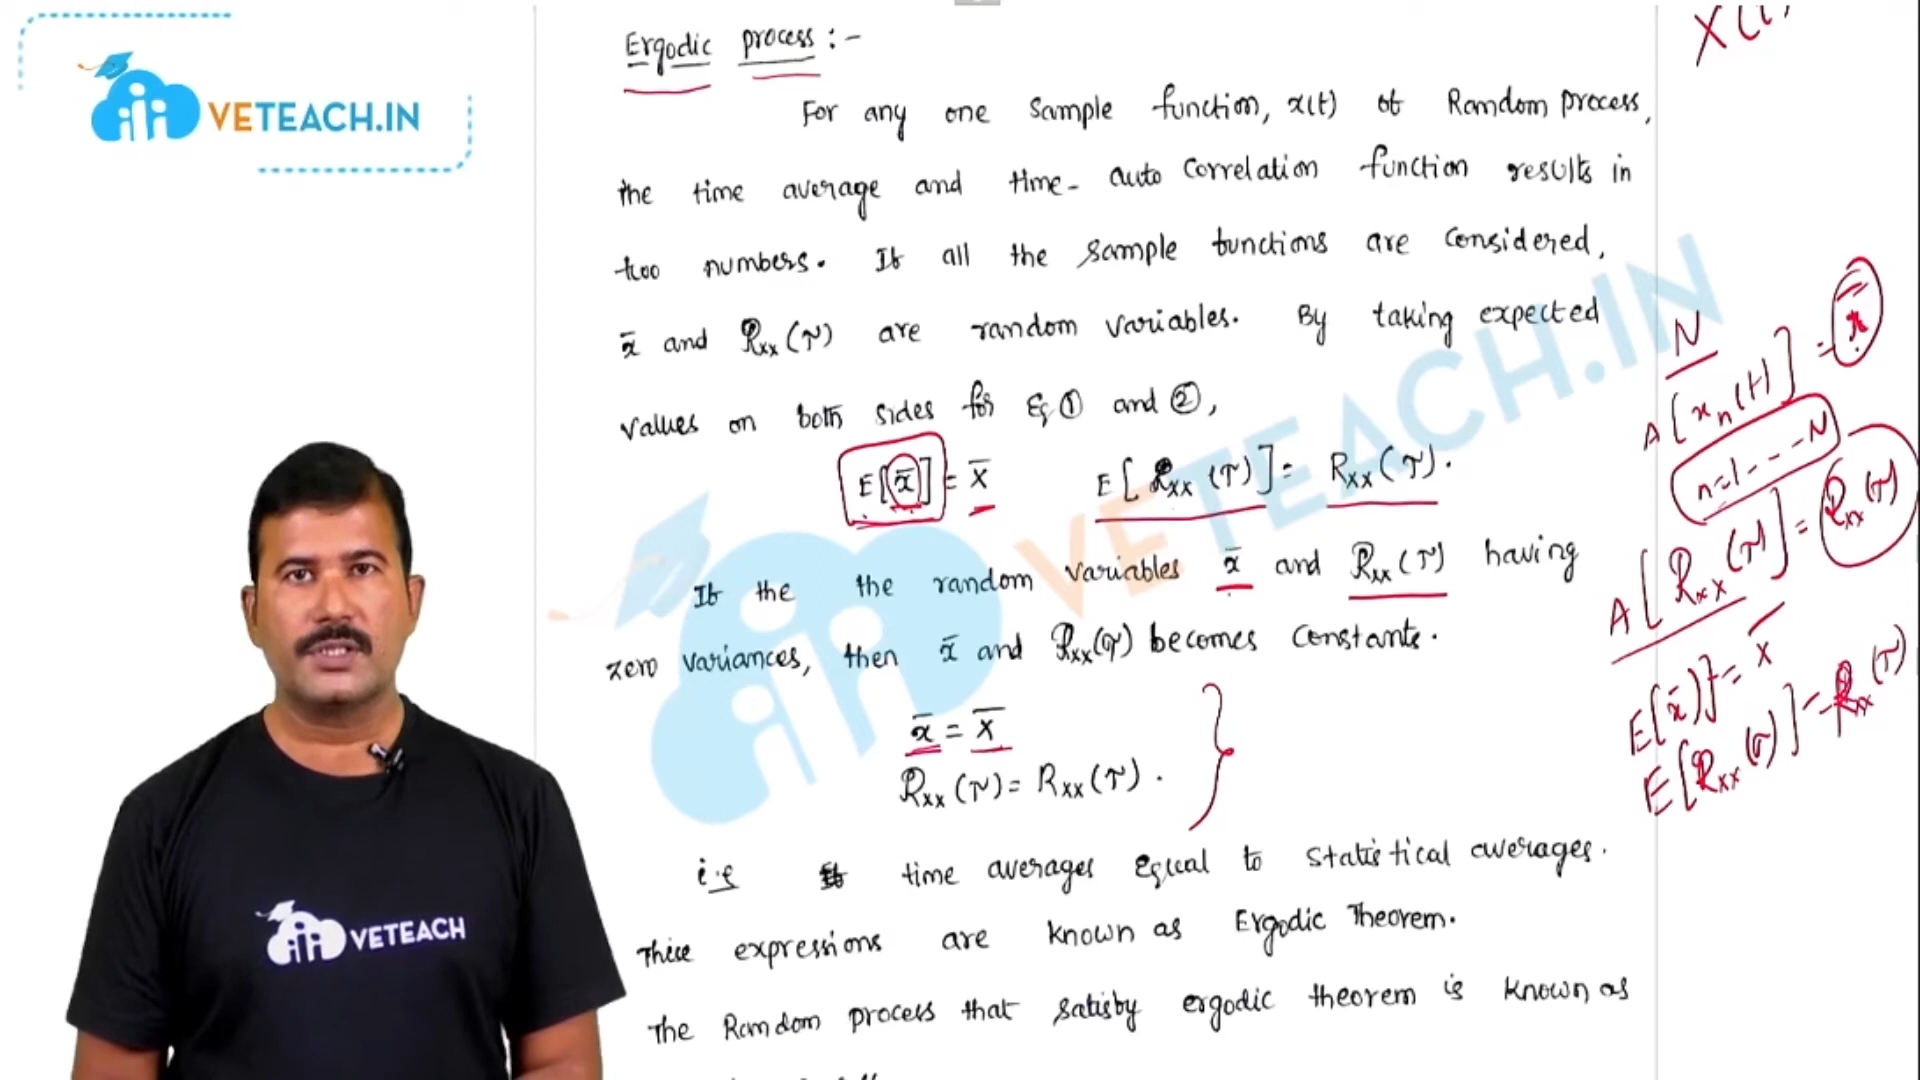 VETEACH.IN
Ergodic process :-
For any one sample function, x(t) of Random process,
the time average and time- auto correlation function results in
two numbers. If all the sample functions are considered,
x̄ and ℛxx(τ) are random variables. By taking expected
values on both sides for Eq ① and ②,
E[x̄] = X̄ E[ℛxx(τ)] = Rxx(τ).
If the the random variables x̄ and ℛxx(τ) having
zero variances, then x̄ and ℛxx(τ) becomes constants.
x̄ = X̄
ℛxx(τ) = Rxx(τ).
i.e time averages equal to statistical averages.
These expressions are known as Ergodic Theorem.
The Random process that satisfy ergodic theorem is known as
X(t)
N
A[xn(t)] = x̄
n=1---N
A[ℛxx(τ)] = ℛxx(τ)
E[x̄] = X̄
E[ℛxx(τ)] = Rxx(τ)
VETEACH.IN
VETEACH